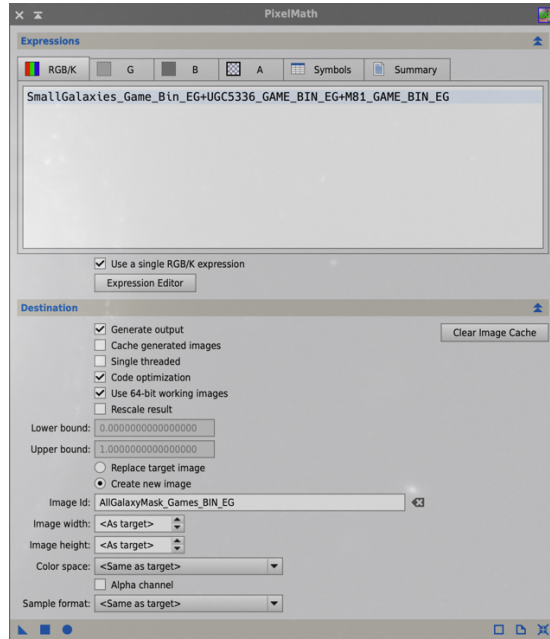 PixelMath
Expressions
RGB/K G B A Symbols Summary
SmallGalaxies_Game_Bin_EG+UGC5336_GAME_BIN_EG+M81_GAME_BIN_EG
Use a single RGB/K expression
Expression Editor
Destination
Generate output
Clear Image Cache
Cache generated images
Single threaded
Code optimization
Use 64-bit working images
Rescale result
Lower bound: 0.0000000000000000
Upper bound: 1.0000000000000000
Replace target image
Create new image
Image Id: AllGalaxyMask_Games_BIN_EG
Image width: <As target>
Image height: <As target>
Color space: <Same as target>
Alpha channel
Sample format: <Same as target>